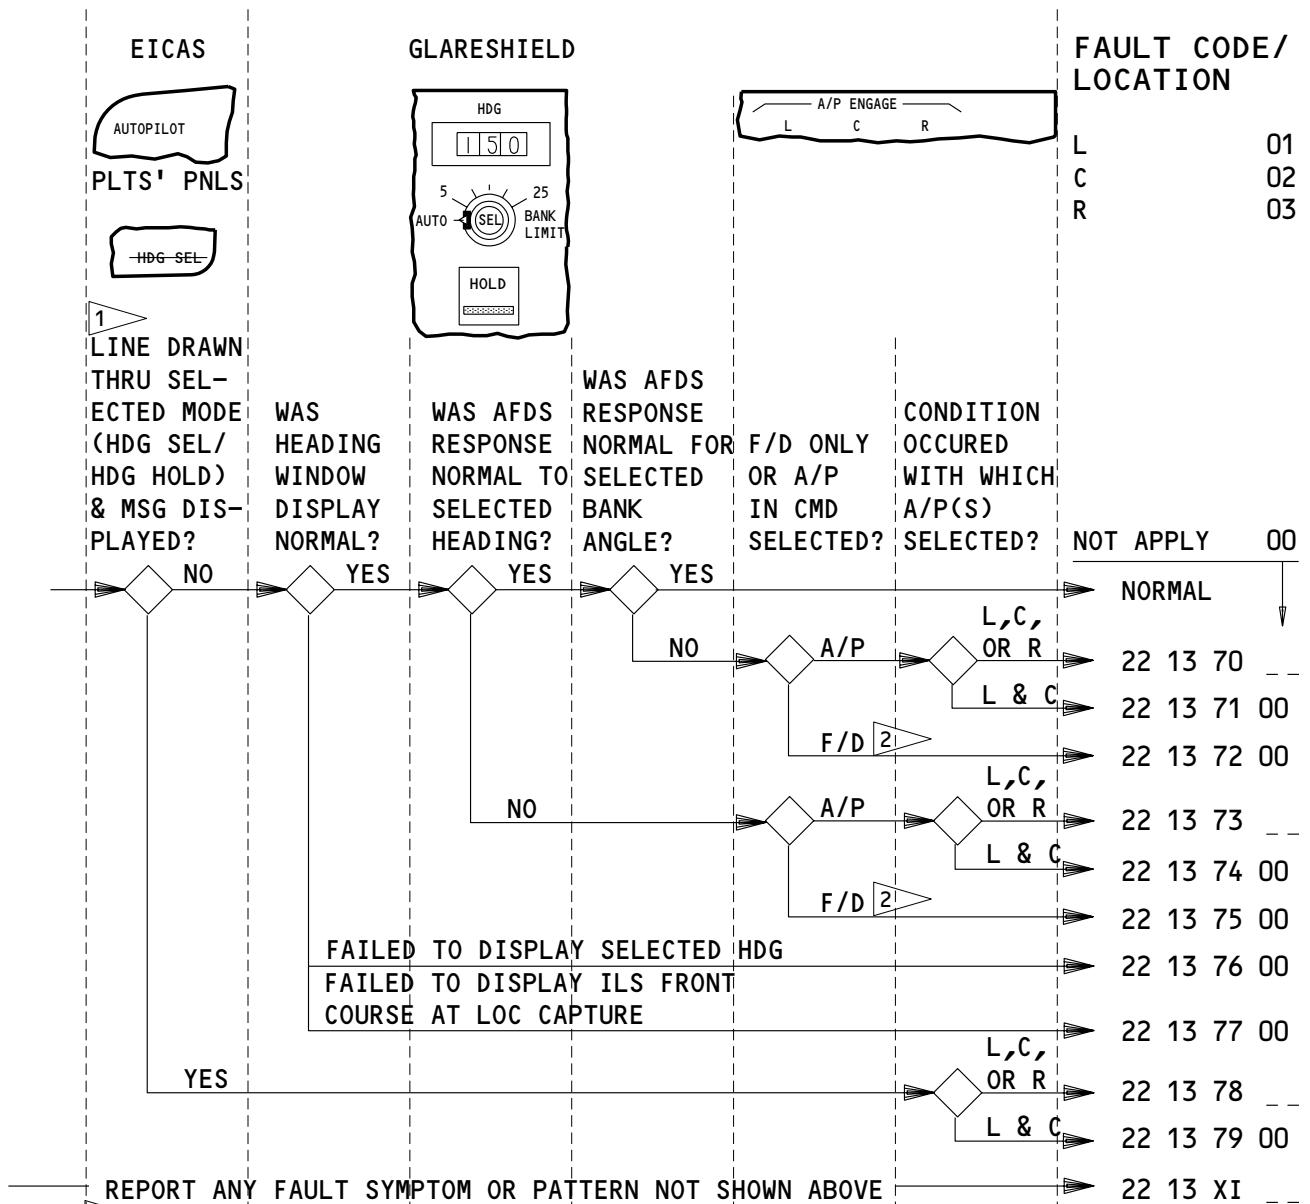 EICAS
GLARESHIELD
FAULT CODE/
LOCATION
AUTOPILOT
PLTS' PNLS
HDG SEL
HDG
150
5
25
AUTO
SEL
BANK
LIMIT
HOLD
A/P ENGAGE
L C R
L 01
C 02
R 03
1
LINE DRAWN
THRU SEL-
ECTED MODE
(HDG SEL/
HDG HOLD)
& MSG DIS-
PLAYED?
WAS
HEADING
WINDOW
DISPLAY
NORMAL?
WAS AFDS
RESPONSE
NORMAL TO
SELECTED
HEADING?
WAS AFDS
RESPONSE
NORMAL FOR
SELECTED
BANK
ANGLE?
F/D ONLY
OR A/P
IN CMD
SELECTED?
CONDITION
OCCURED
WITH WHICH
A/P(S)
SELECTED?
NOT APPLY 00
NO
YES
YES
YES
NORMAL
NO
A/P
L,C,
OR R
22 13 70 _ _
L & C
22 13 71 00
F/D 2
22 13 72 00
NO
A/P
L,C,
OR R
22 13 73 _ _
L & C
22 13 74 00
F/D 2
22 13 75 00
FAILED TO DISPLAY SELECTED HDG
22 13 76 00
FAILED TO DISPLAY ILS FRONT
COURSE AT LOC CAPTURE
22 13 77 00
YES
L,C,
OR R
22 13 78 _ _
L & C
22 13 79 00
REPORT ANY FAULT SYMPTOM OR PATTERN NOT SHOWN ABOVE
22 13 XI _ _